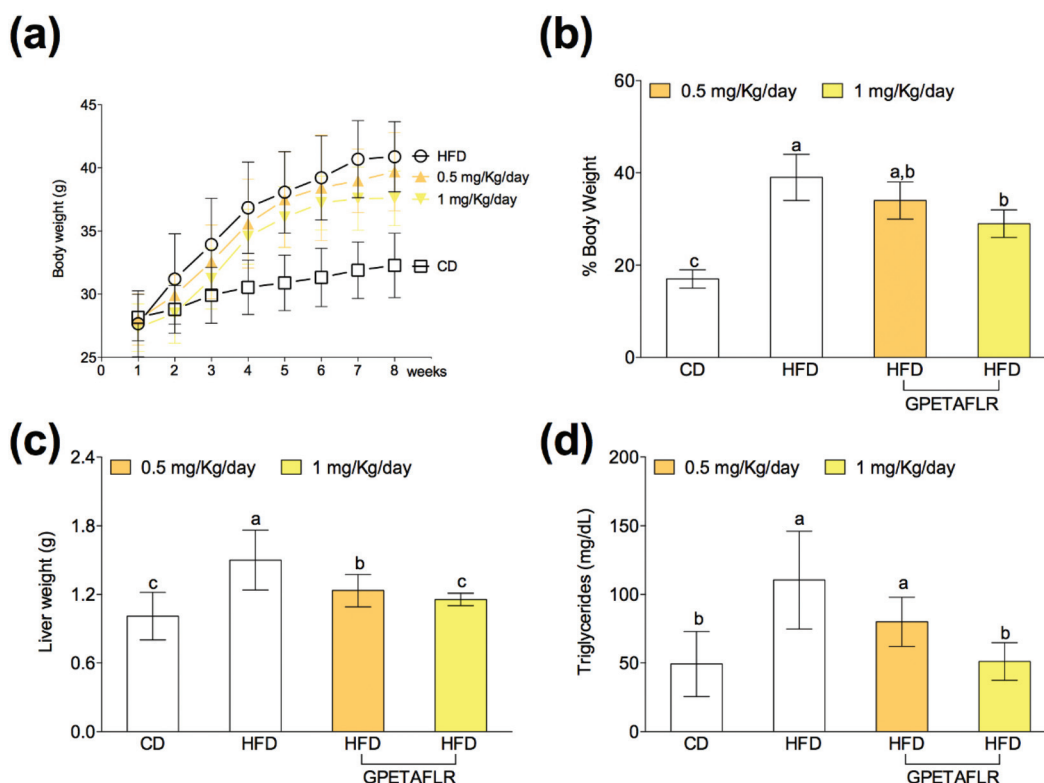 (a)
Body weight (g)
45
40
35
30
25
0
1
2
3
4
5
6
7
8
weeks
HFD
0.5 mg/Kg/day
1 mg/Kg/day
CD
(b)
0.5 mg/Kg/day
1 mg/Kg/day
% Body Weight
60
40
20
0
c
a
a,b
b
CD
HFD
HFD
HFD
GPETAFLR
(c)
0.5 mg/Kg/day
1 mg/Kg/day
Liver weight (g)
2.4
1.8
1.2
0.6
0.0
c
a
b
c
CD
HFD
HFD
HFD
GPETAFLR
(d)
0.5 mg/Kg/day
1 mg/Kg/day
Triglycerides (mg/dL)
200
150
100
50
0
b
a
a
b
CD
HFD
HFD
HFD
GPETAFLR